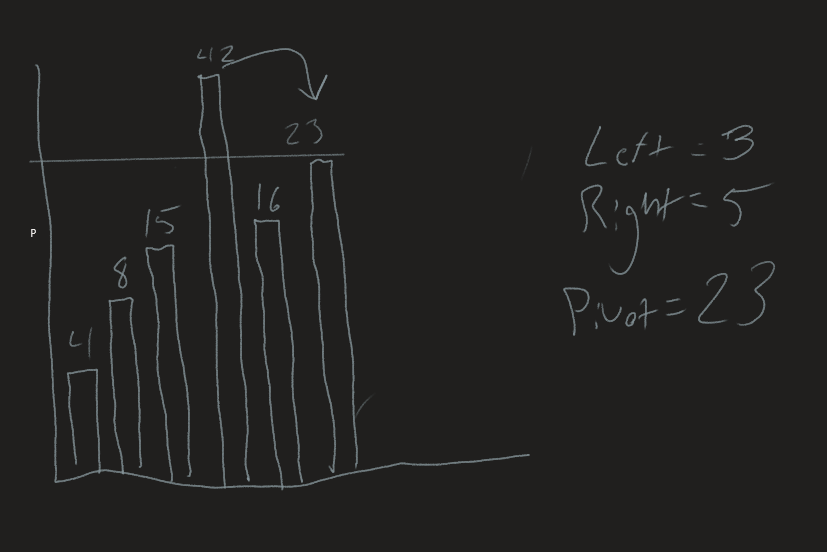 42
23
16
15
8
4
P
Left = 3
Right = 5
Pivot = 23